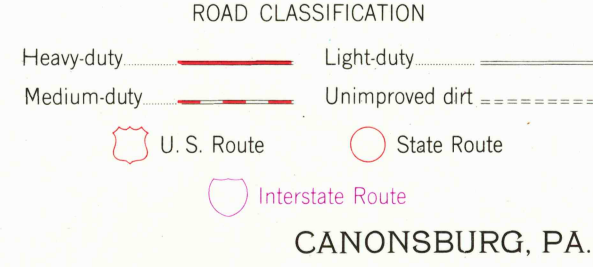 ROAD CLASSIFICATION
Heavy-duty Light-duty
Medium-duty Unimproved dirt
U. S. Route State Route
Interstate Route
CANONSBURG, PA.